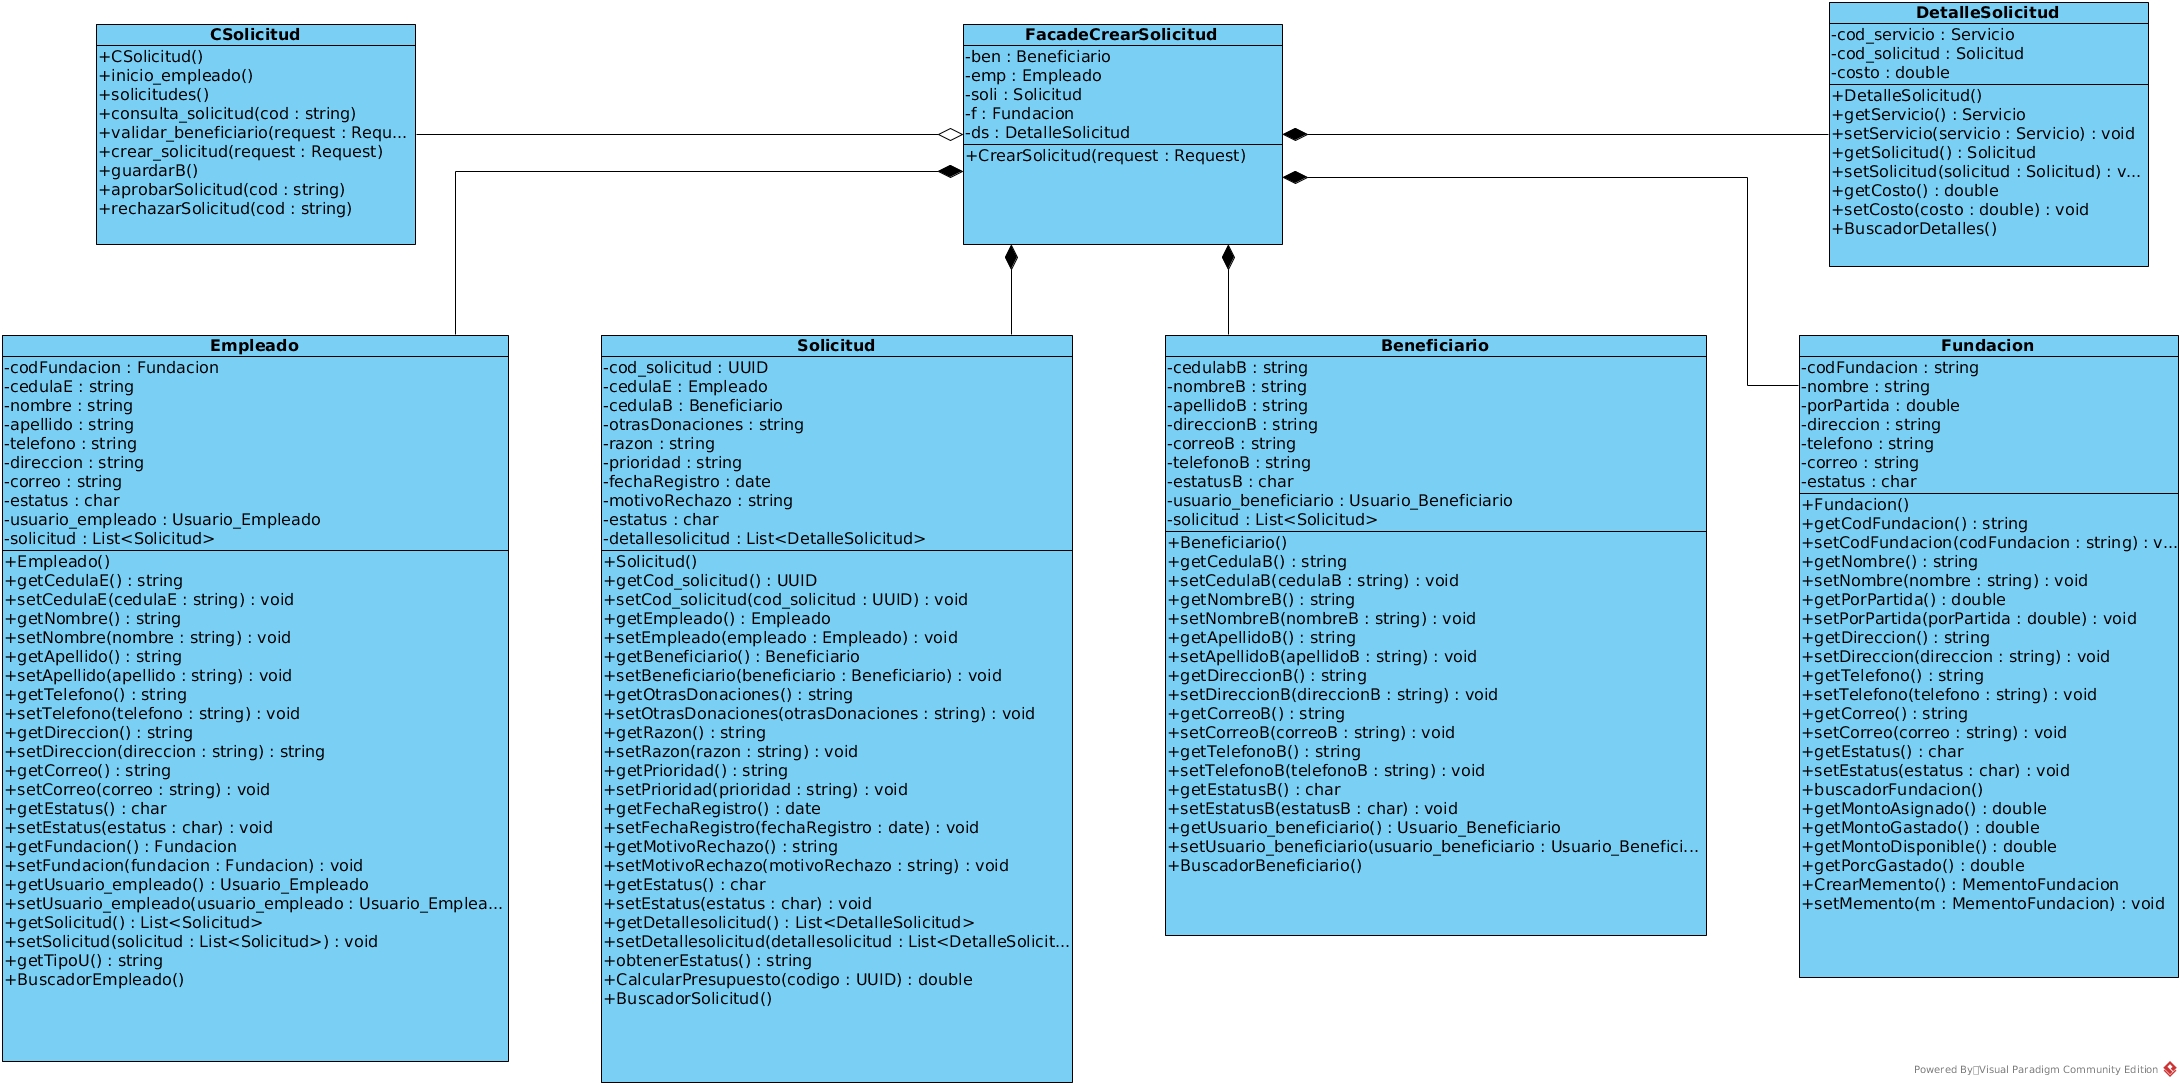 CSolicitud
+CSolicitud()
+inicio_empleado()
+solicitudes()
+consulta_solicitud(cod : string)
+validar_beneficiario(request : Requ...
+crear_solicitud(request : Request)
+guardarB()
+aprobarSolicitud(cod : string)
+rechazarSolicitud(cod : string)
FacadeCrearSolicitud
-ben : Beneficiario
-emp : Empleado
-soli : Solicitud
-f : Fundacion
-ds : DetalleSolicitud
+CrearSolicitud(request : Request)
DetalleSolicitud
-cod_servicio : Servicio
-cod_solicitud : Solicitud
-costo : double
+DetalleSolicitud()
+getServicio() : Servicio
+setServicio(servicio : Servicio) : void
+getSolicitud() : Solicitud
+setSolicitud(solicitud : Solicitud) : v...
+getCosto() : double
+setCosto(costo : double) : void
+BuscadorDetalles()
Empleado
-codFundacion : Fundacion
-cedulaE : string
-nombre : string
-apellido : string
-telefono : string
-direccion : string
-correo : string
-estatus : char
-usuario_empleado : Usuario_Empleado
-solicitud : List<Solicitud>
+Empleado()
+getCedulaE() : string
+setCedulaE(cedulaE : string) : void
+getNombre() : string
+setNombre(nombre : string) : void
+getApellido() : string
+setApellido(apellido : string) : void
+getTelefono() : string
+setTelefono(telefono : string) : void
+getDireccion() : string
+setDireccion(direccion : string) : string
+getCorreo() : string
+setCorreo(correo : string) : void
+getEstatus() : char
+setEstatus(estatus : char) : void
+getFundacion() : Fundacion
+setFundacion(fundacion : Fundacion) : void
+getUsuario_empleado() : Usuario_Empleado
+setUsuario_empleado(usuario_empleado : Usuario_Emplea...
+getSolicitud() : List<Solicitud>
+setSolicitud(solicitud : List<Solicitud>) : void
+getTipoU() : string
+BuscadorEmpleado()
Solicitud
-cod_solicitud : UUID
-cedulaE : Empleado
-cedulaB : Beneficiario
-otrasDonaciones : string
-razon : string
-prioridad : string
-fechaRegistro : date
-motivoRechazo : string
-estatus : char
-detallesolicitud : List<DetalleSolicitud>
+Solicitud()
+getCod_solicitud() : UUID
+setCod_solicitud(cod_solicitud : UUID) : void
+getEmpleado() : Empleado
+setEmpleado(empleado : Empleado) : void
+getBeneficiario() : Beneficiario
+setBeneficiario(beneficiario : Beneficiario) : void
+getOtrasDonaciones() : string
+setOtrasDonaciones(otrasDonaciones : string) : void
+getRazon() : string
+setRazon(razon : string) : void
+getPrioridad() : string
+setPrioridad(prioridad : string) : void
+getFechaRegistro() : date
+setFechaRegistro(fechaRegistro : date) : void
+getMotivoRechazo() : string
+setMotivoRechazo(motivoRechazo : string) : void
+getEstatus() : char
+setEstatus(estatus : char) : void
+getDetallesolicitud() : List<DetalleSolicitud>
+setDetallesolicitud(detallesolicitud : List<DetalleSolicit...
+obtenerEstatus() : string
+CalcularPresupuesto(codigo : UUID) : double
+BuscadorSolicitud()
Beneficiario
-cedulabB : string
-nombreB : string
-apellidoB : string
-direccionB : string
-correoB : string
-telefonoB : string
-estatusB : char
-usuario_beneficiario : Usuario_Beneficiario
-solicitud : List<Solicitud>
+Beneficiario()
+getCedulaB() : string
+setCedulaB(cedulaB : string) : void
+getNombreB() : string
+setNombreB(nombreB : string) : void
+getApellidoB() : string
+setApellidoB(apellidoB : string) : void
+getDireccionB() : string
+setDireccionB(direccionB : string) : void
+getCorreoB() : string
+setCorreoB(correoB : string) : void
+getTelefonoB() : string
+setTelefonoB(telefonoB : string) : void
+getEstatusB() : char
+setEstatusB(estatusB : char) : void
+getUsuario_beneficiario() : Usuario_Beneficiario
+setUsuario_beneficiario(usuario_beneficiario : Usuario_Benefici...
+BuscadorBeneficiario()
Fundacion
-codFundacion : string
-nombre : string
-porPartida : double
-direccion : string
-telefono : string
-correo : string
-estatus : char
+Fundacion()
+getCodFundacion() : string
+setCodFundacion(codFundacion : string) : v...
+getNombre() : string
+setNombre(nombre : string) : void
+getPorPartida() : double
+setPorPartida(porPartida : double) : void
+getDireccion() : string
+setDireccion(direccion : string) : void
+getTelefono() : string
+setTelefono(telefono : string) : void
+getCorreo() : string
+setCorreo(correo : string) : void
+getEstatus() : char
+setEstatus(estatus : char) : void
+buscadorFundacion()
+getMontoAsignado() : double
+getMontoGastado() : double
+getMontoDisponible() : double
+getPorcGastado() : double
+CrearMemento() : MementoFundacion
+setMemento(m : MementoFundacion) : void
Powered By Visual Paradigm Community Edition